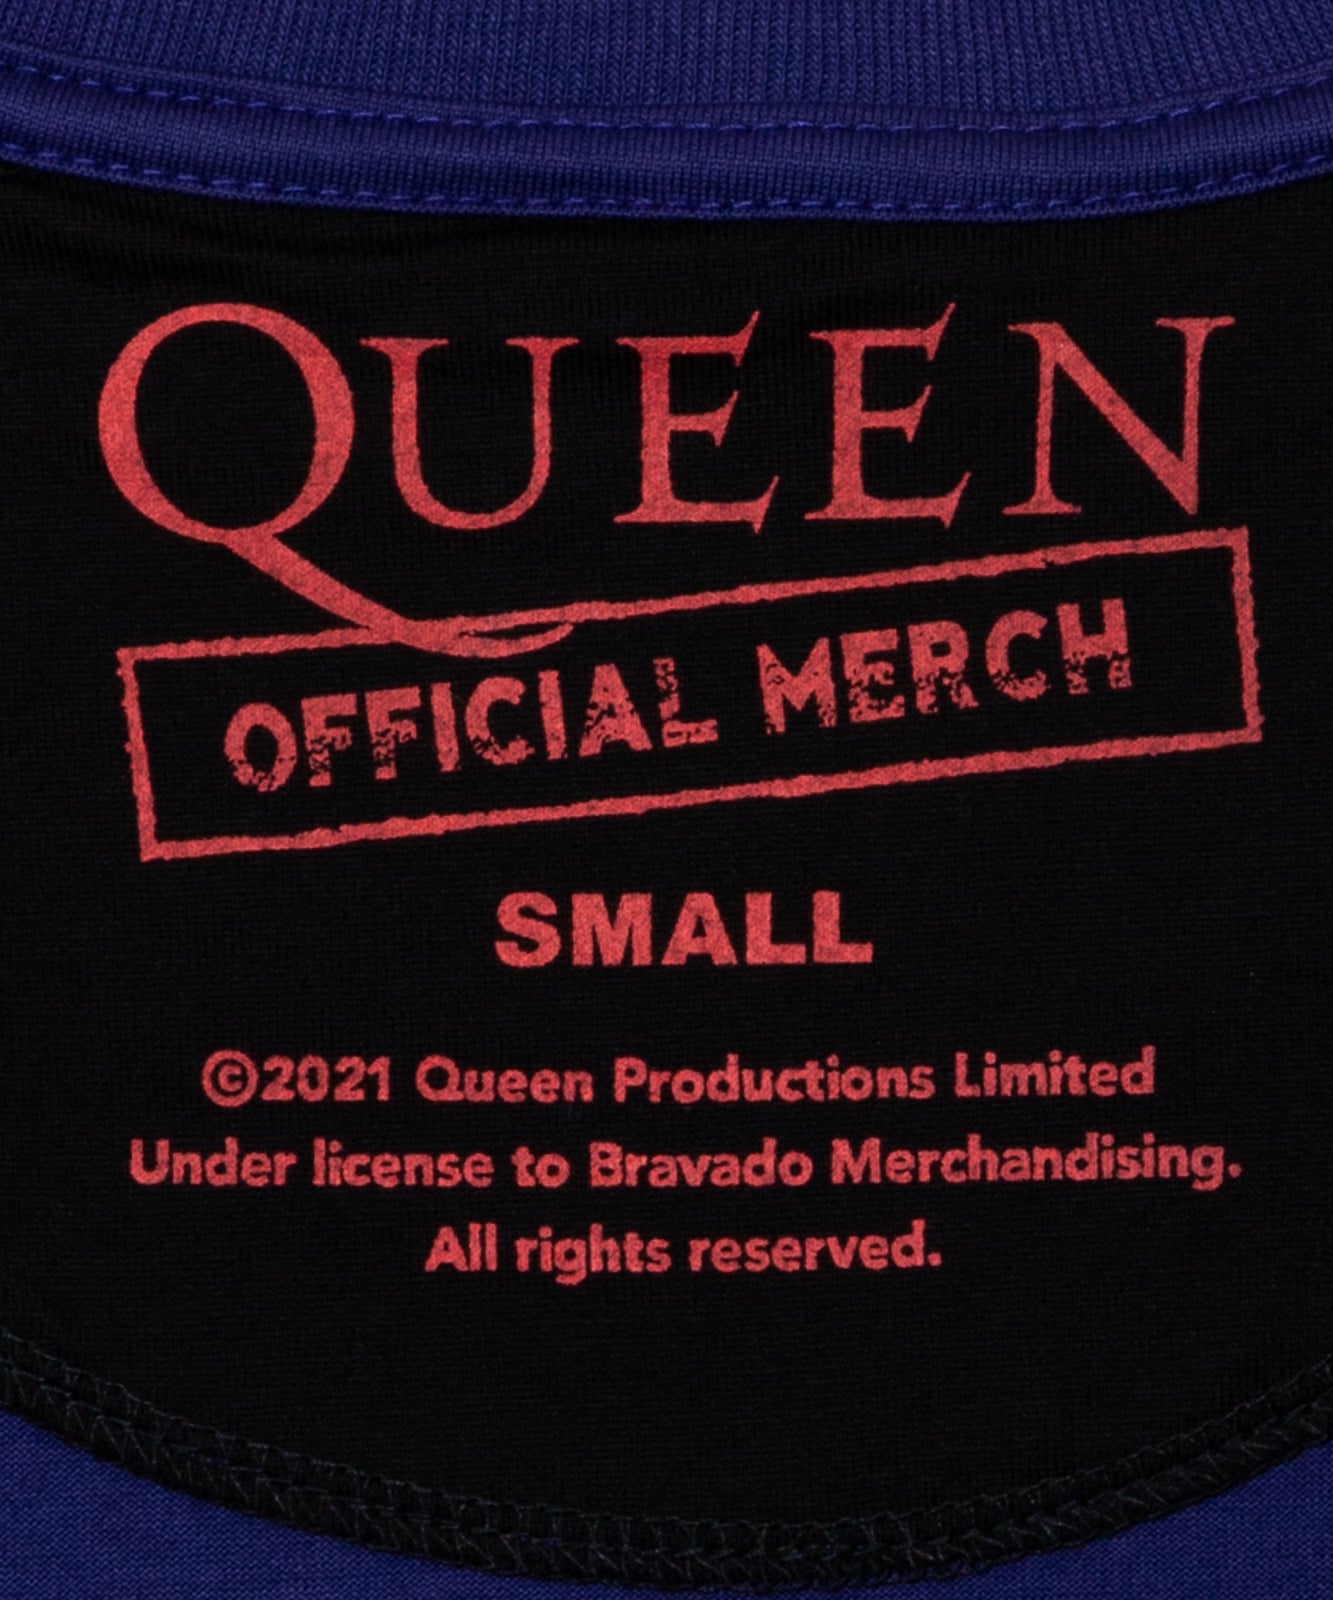 QUEEN
OFFICIAL MERCH
SMALL
©2021 Queen Productions Limited
Under license to Bravado Merchandising.
All rights reserved.